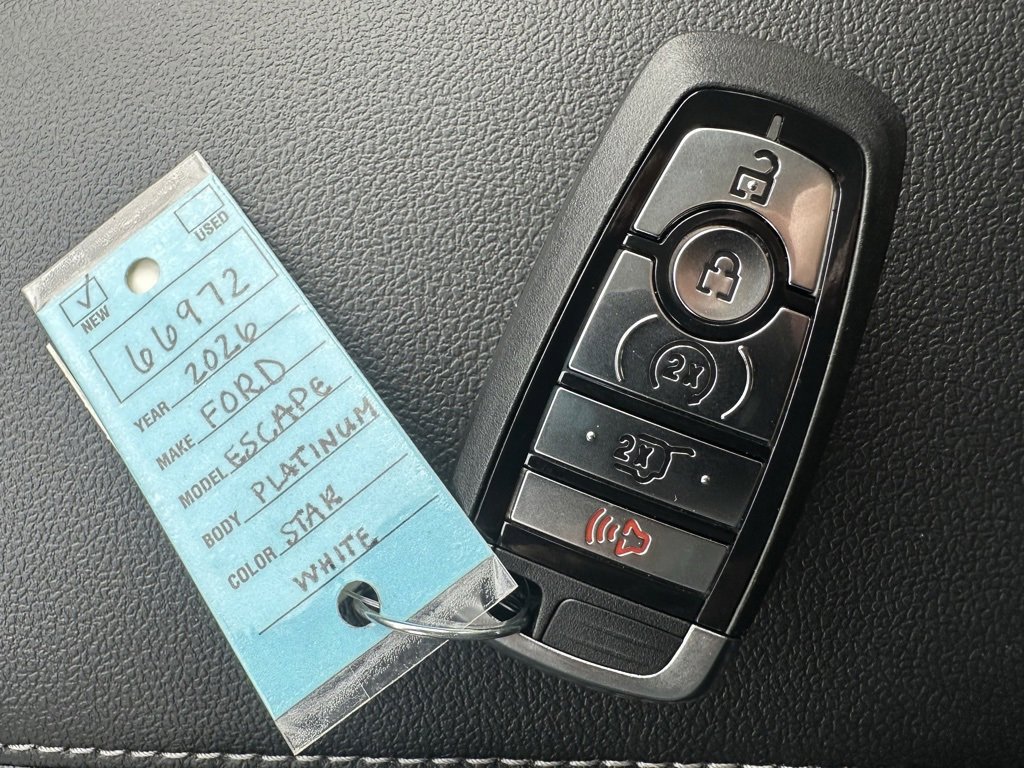 USED
✓ NEW
66972
YEAR 2026
MAKE FORD
MODEL ESCAPE
BODY PLATINUM
COLOR STAR
WHITE
2x
2x